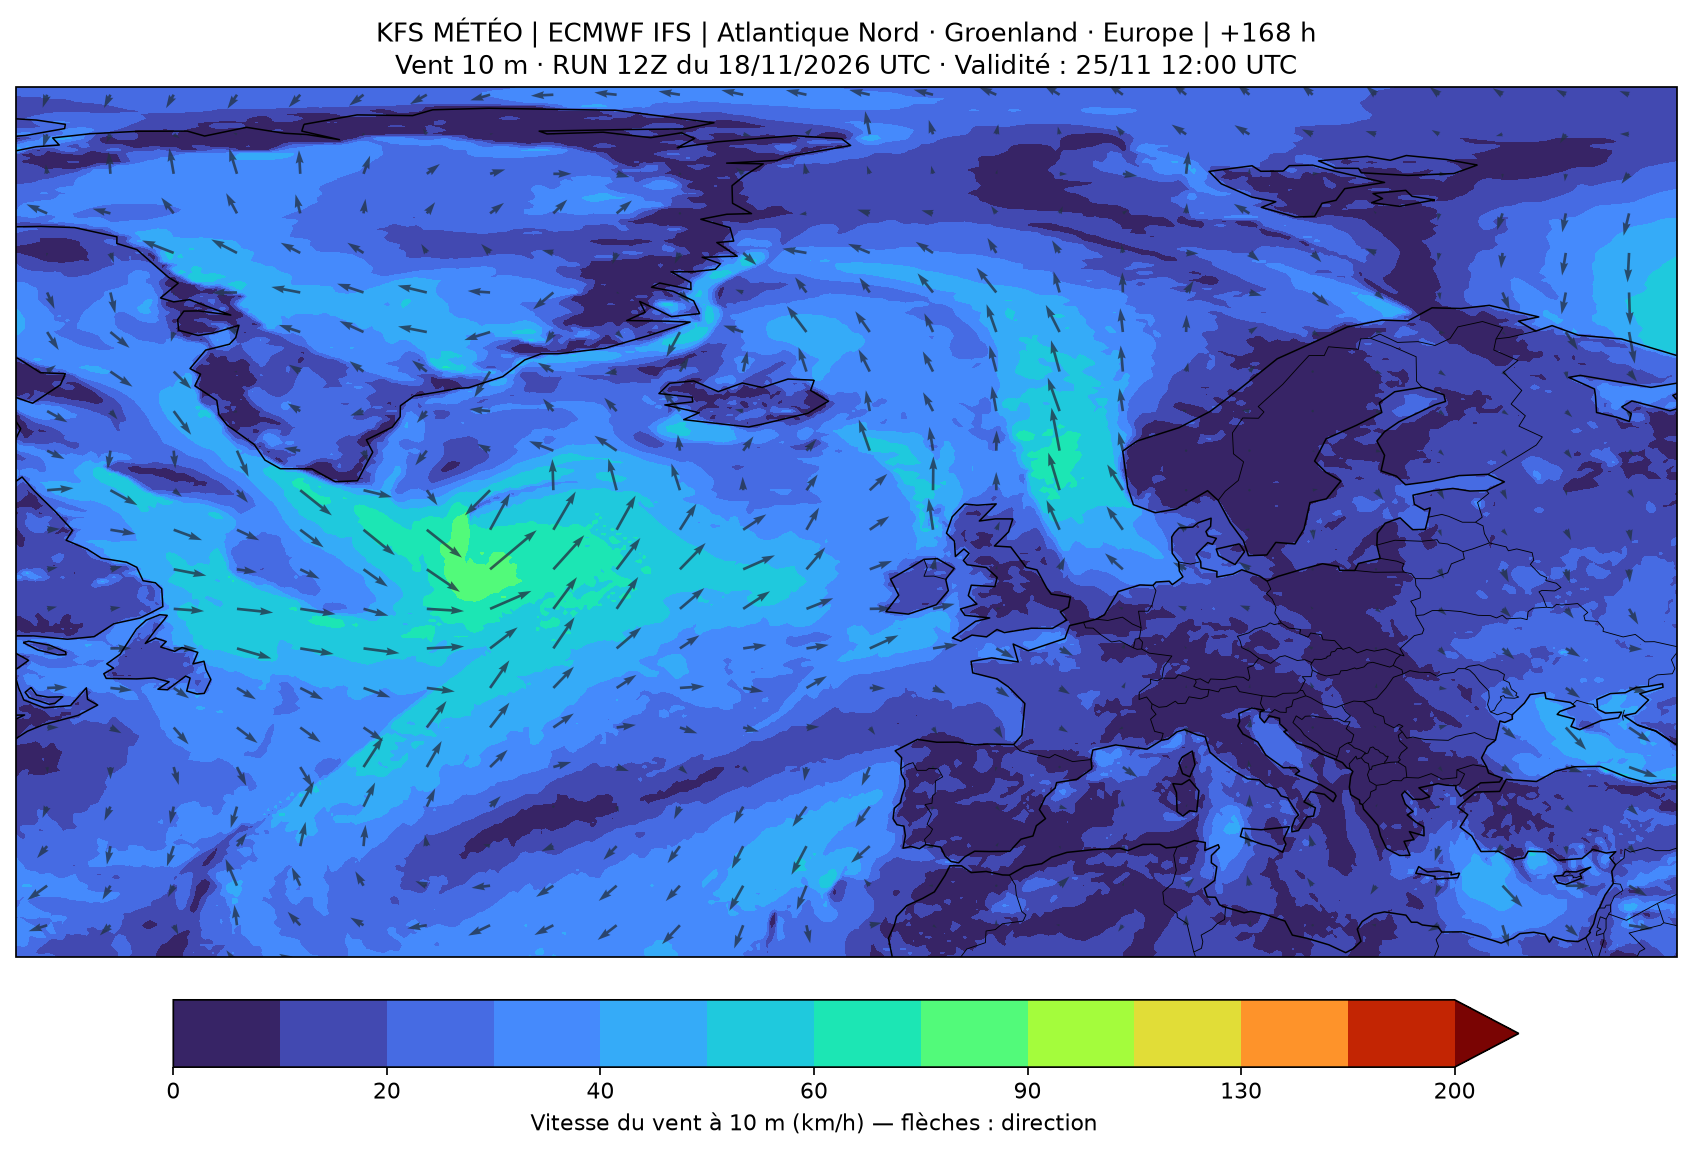 KFS MÉTÉO | ECMWF IFS | Atlantique Nord · Groenland · Europe | +168 h
Vent 10 m · RUN 12Z du 18/11/2026 UTC · Validité : 25/11 12:00 UTC
0 20 40 60 90 130 200
Vitesse du vent à 10 m (km/h) — flèches : direction